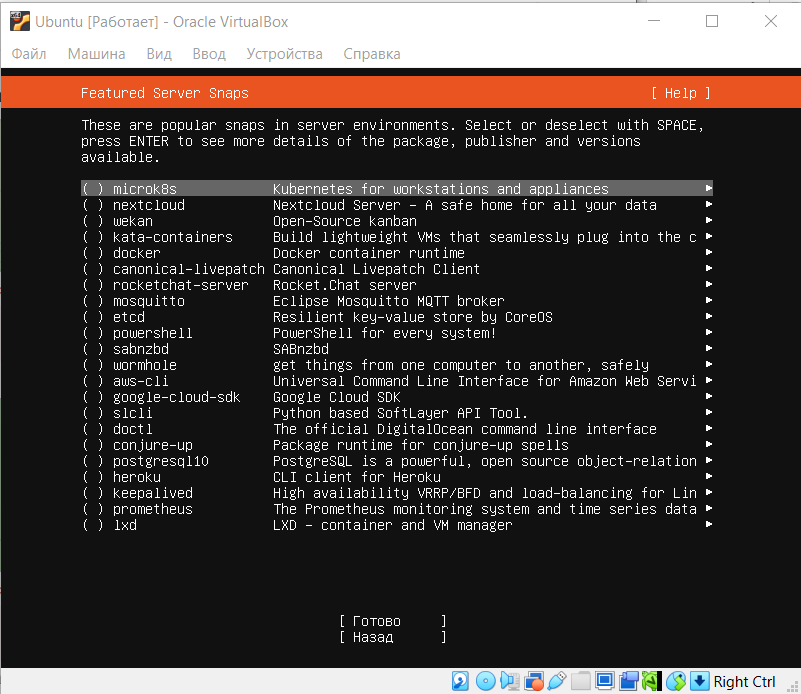 Ubuntu [Работает] - Oracle VirtualBox
Файл Машина Вид Ввод Устройства Справка
Featured Server Snaps [ Help ]
These are popular snaps in server environments. Select or deselect with SPACE,
press ENTER to see more details of the package, publisher and versions
available.
( ) microk8s Kubernetes for workstations and appliances
( ) nextcloud Nextcloud Server - A safe home for all your data
( ) wekan Open-Source kanban
( ) kata-containers Build lightweight VMs that seamlessly plug into the c
( ) docker Docker container runtime
( ) canonical-livepatch Canonical Livepatch Client
( ) rocketchat-server Rocket.Chat server
( ) mosquitto Eclipse Mosquitto MQTT broker
( ) etcd Resilient key-value store by CoreOS
( ) powershell PowerShell for every system!
( ) sabnzbd SABnzbd
( ) wormhole get things from one computer to another, safely
( ) aws-cli Universal Command Line Interface for Amazon Web Servi
( ) google-cloud-sdk Google Cloud SDK
( ) slcli Python based SoftLayer API Tool.
( ) doctl The official DigitalOcean command line interface
( ) conjure-up Package runtime for conjure-up spells
( ) postgresql10 PostgreSQL is a powerful, open source object-relation
( ) heroku CLI client for Heroku
( ) keepalived High availability VRRP/BFD and load-balancing for Lin
( ) prometheus The Prometheus monitoring system and time series data
( ) lxd LXD - container and VM manager
[ Готово ]
[ Назад ]
Right Ctrl